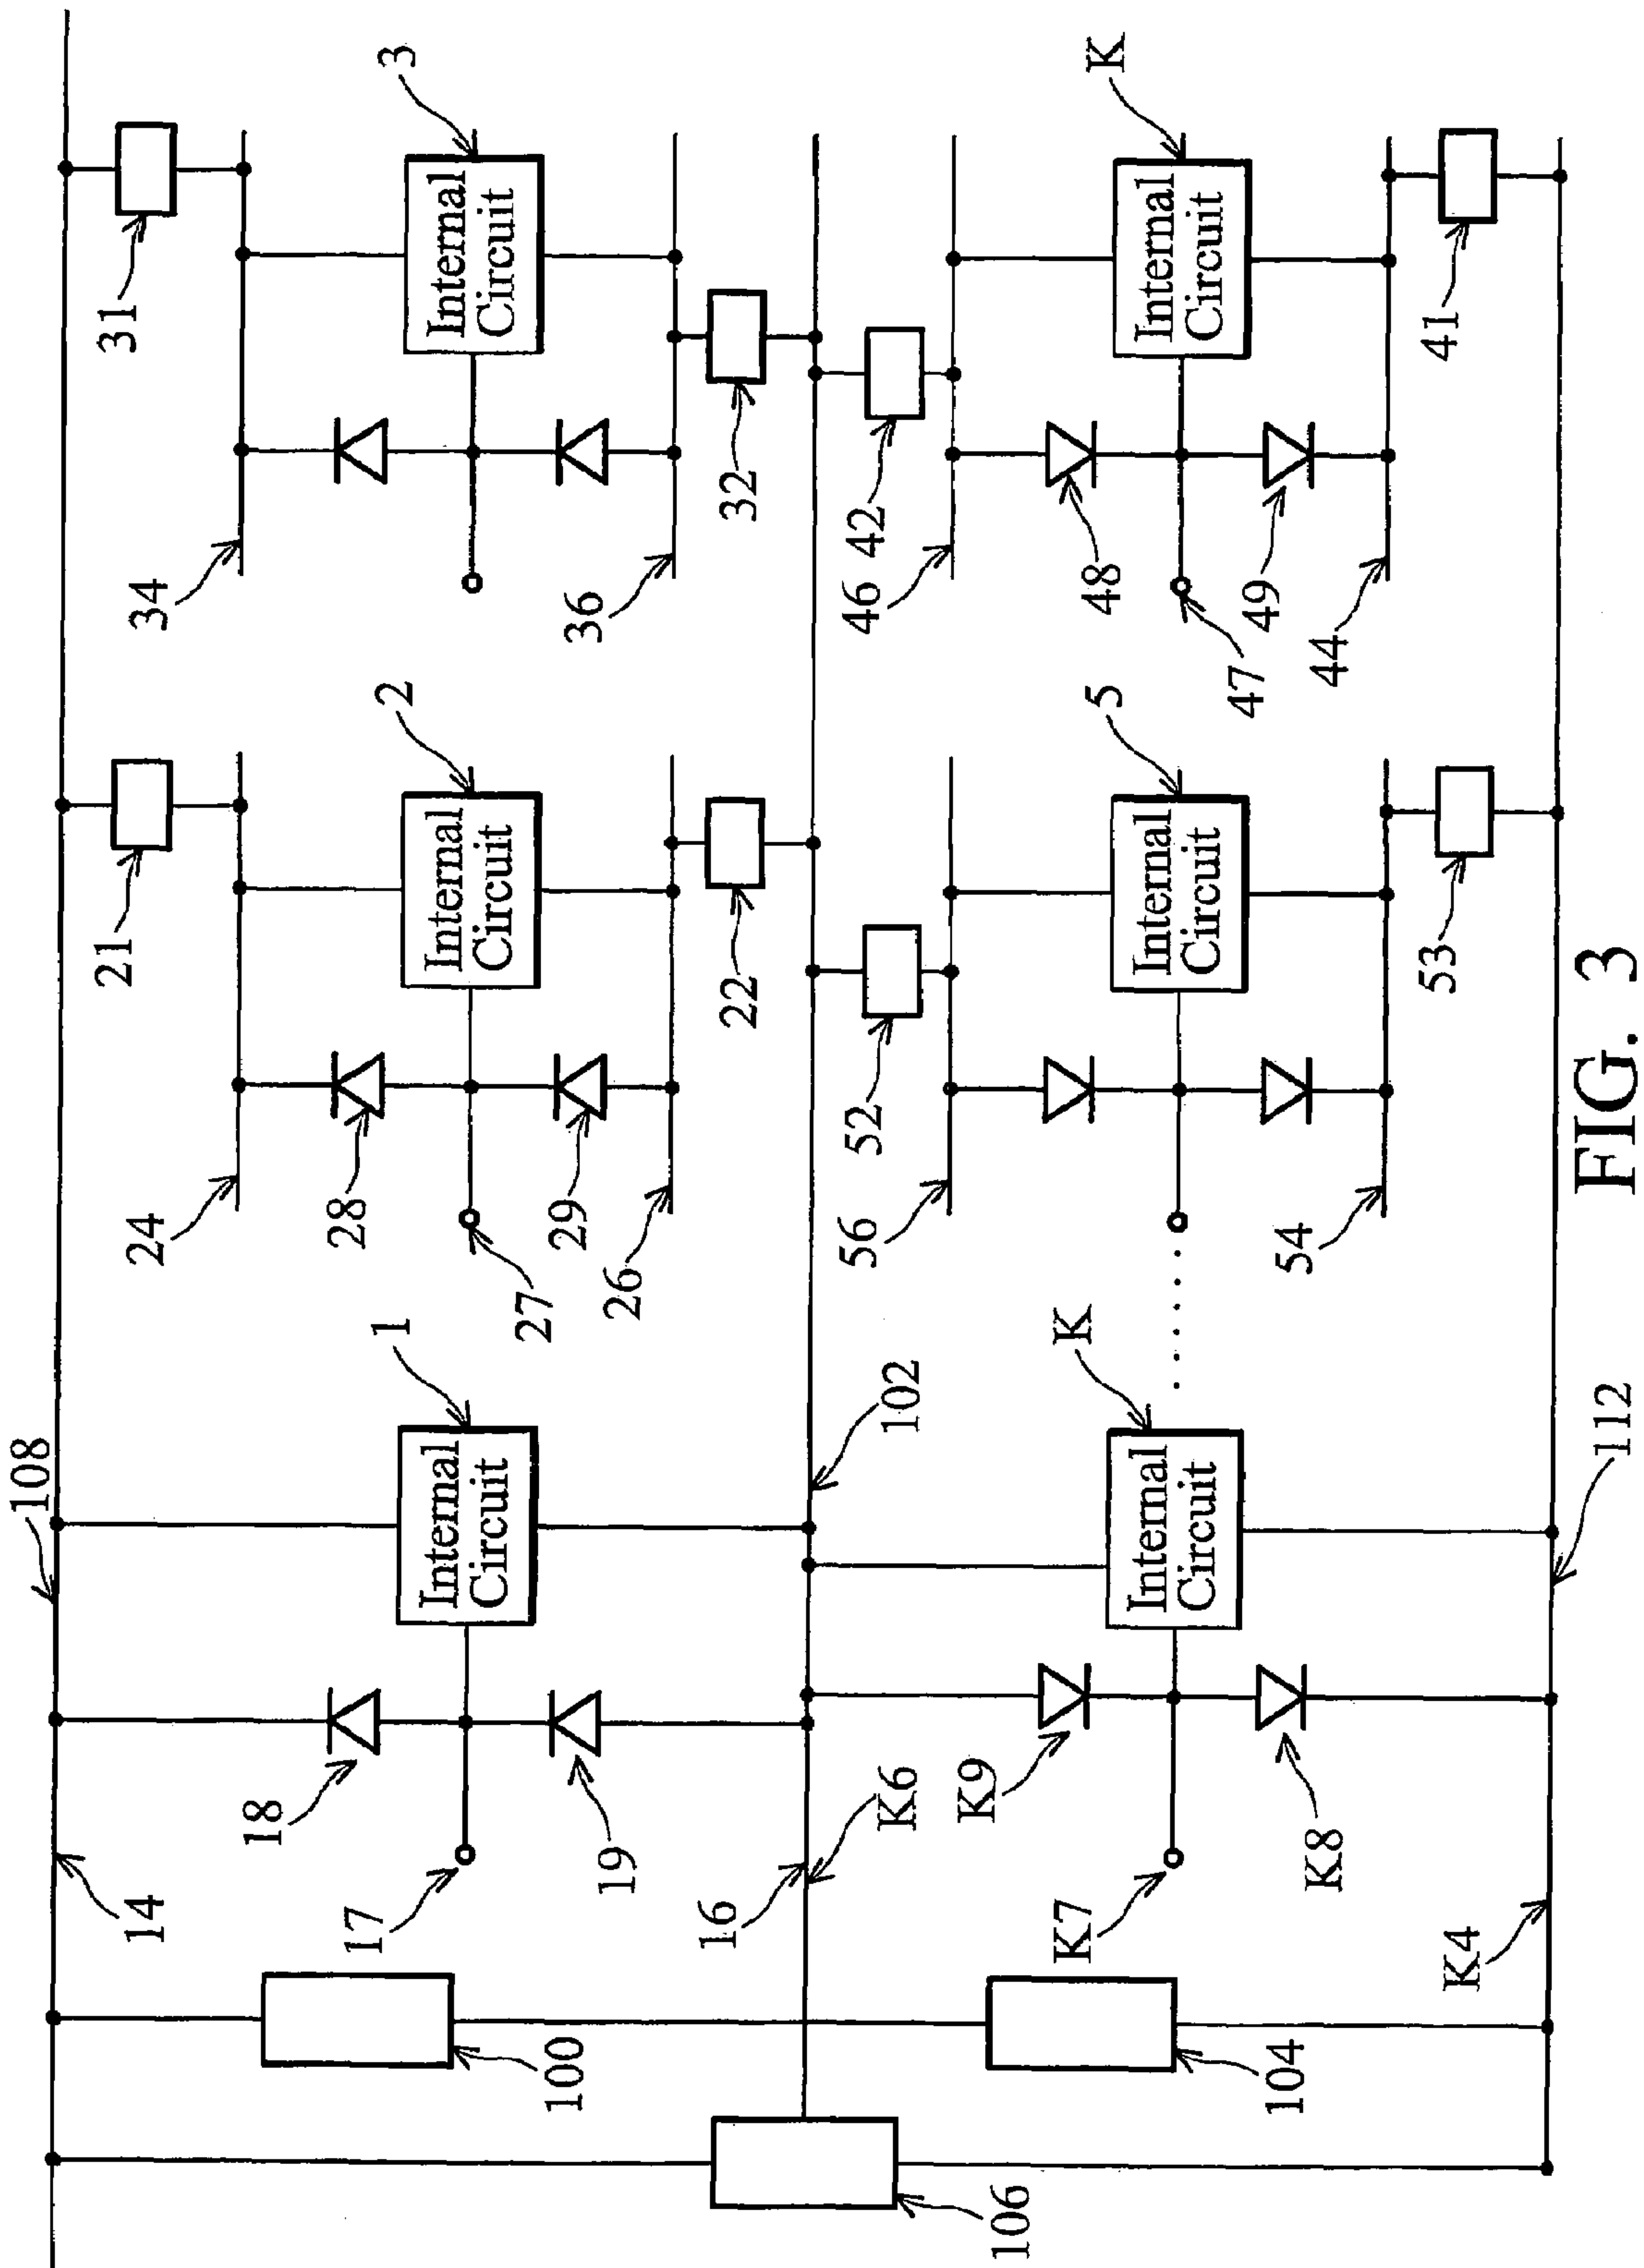 108
14
18
17
19
1
Internal
Circuit
100
106
16
K6
102
K9
K7
K8
K
Internal
Circuit
104
K4
112
24
21
28
27
29
26
2
Internal
Circuit
22
52
56
5
Internal
Circuit
54
53
34
31
3
Internal
Circuit
36
32
42
46
48
47
49
44
K
Internal
Circuit
41
......
FIG. 3